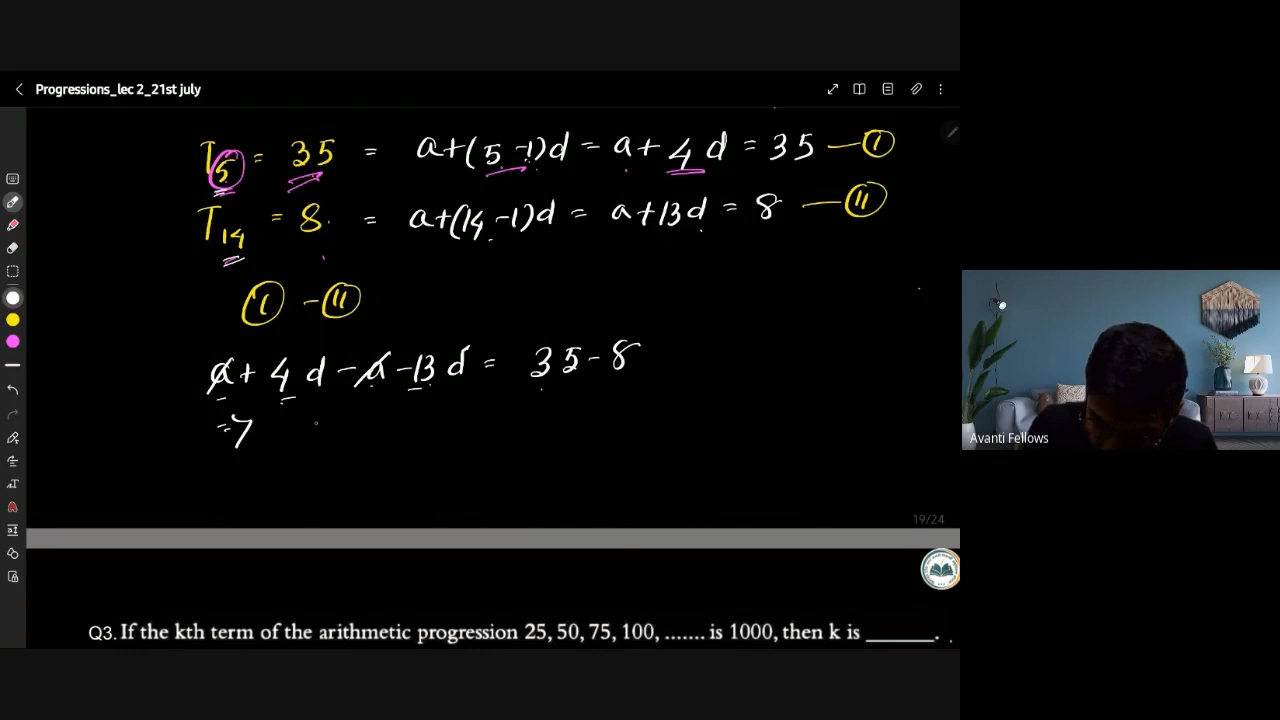 Progressions_lec 2_21st july
T5 = 35 = a+(5-1)d = a+4d = 35 —(I)
T14 = 8 = a+(14-1)d = a+13d = 8 —(II)
(I) - (II)
a+4d-a-13d = 35-8
=>
19/24
Q3. If the kth term of the arithmetic progression 25, 50, 75, 100, ....... is 1000, then k is _______.
Avanti Fellows